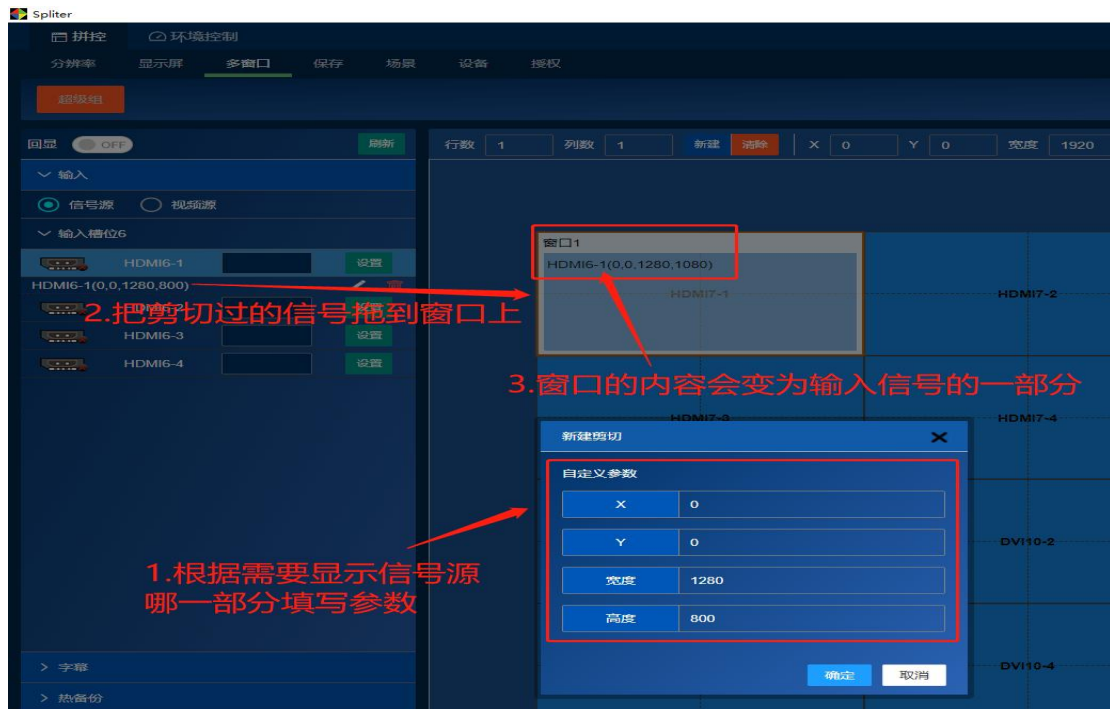 Spliter
拼控 环境控制
分辨率 显示屏 多窗口 保存 场景 设备 授权
超级组
回显 OFF 刷新
行数 1 列数 1 新建 清除 X 0 Y 0 宽度 1920
输入
信号源 视频源
输入槽位6
HDMI6-1 设置
HDMI6-1(0,0,1280,800)
HDMI6-2 设置
HDMI6-3 设置
HDMI6-4 设置
窗口1
HDMI6-1(0,0,1280,1080)
HDMI7-1
HDMI7-2
2.把剪切过的信号拖到窗口上
3.窗口的内容会变为输入信号的一部分
HDMI7-3
HDMI7-4
新建剪切
自定义参数
X 0
Y 0
宽度 1280
高度 800
确定 取消
DVI10-2
DVI10-4
1.根据需要显示信号源
哪一部分填写参数
字幕
热备份